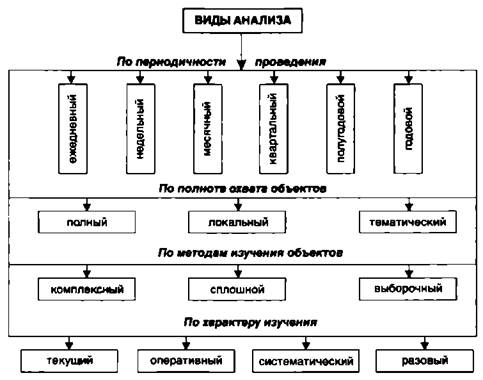 ВИДЫ АНАЛИЗА
По периодичности проведения
ежедневный
недельный
месячный
квартальный
полугодовой
годовой
По полноте охвата объектов
полный
локальный
тематический
По методам изучения объектов
комплексный
сплошной
выборочный
По характеру изучения
текущий
оперативный
систематический
разовый